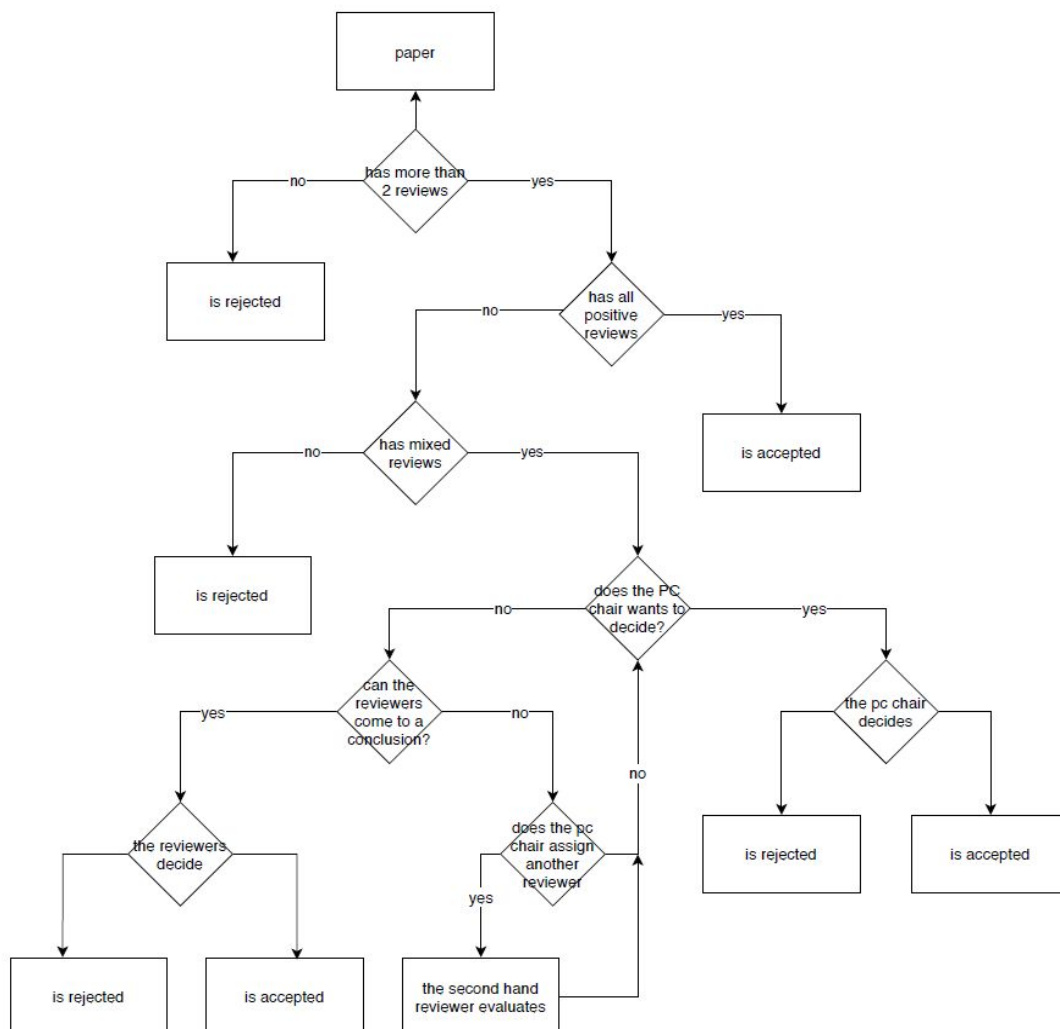 paper
has more than
2 reviews
no
yes
is rejected
has all
positive
reviews
no
yes
has mixed
reviews
no
yes
is accepted
is rejected
does the PC
chair wants to
decide?
no
yes
can the
reviewers
come to a
conclusion?
yes
no
the pc chair
decides
no
the reviewers
decide
does the pc
chair assign
another
reviewer
yes
is rejected
is accepted
is rejected
is accepted
the second hand
reviewer evaluates